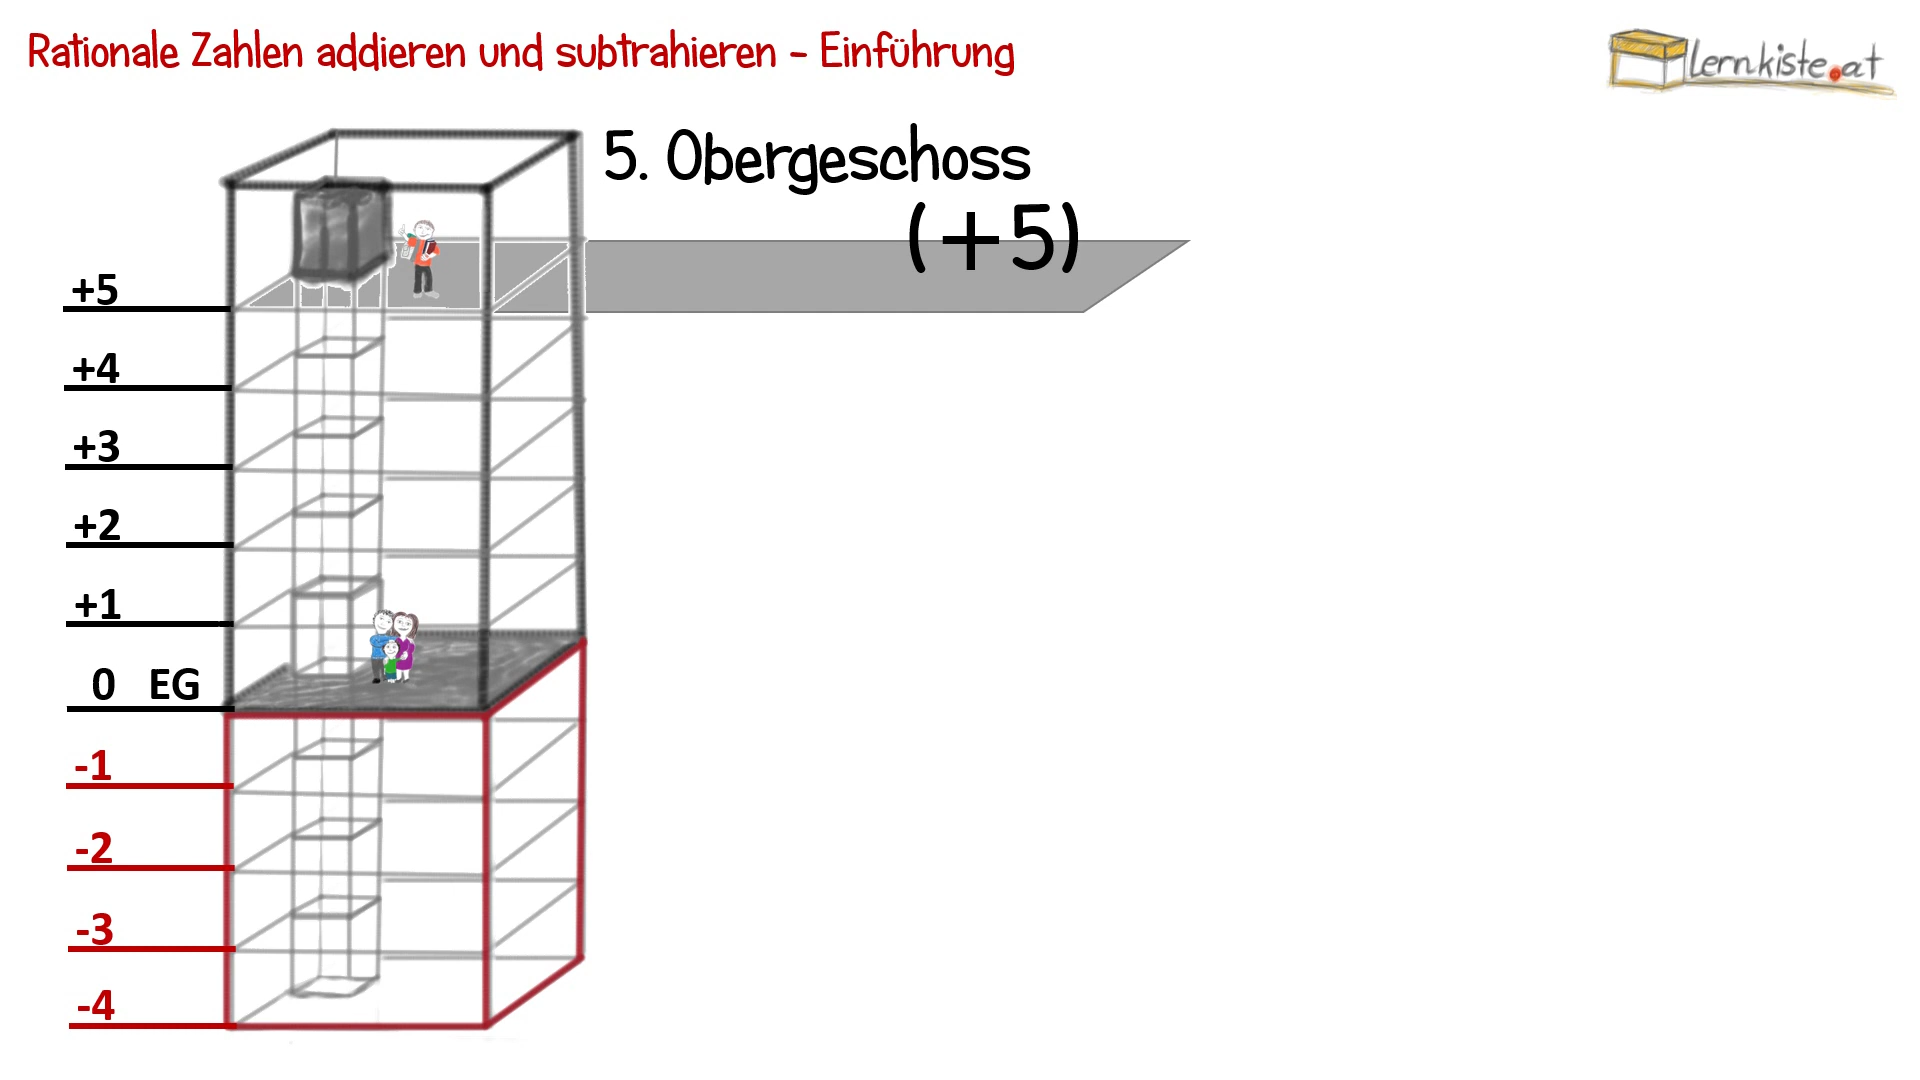 Rationale Zahlen addieren und subtrahieren - Einführung
Lernkiste.at
5. Obergeschoss
(+5)
+5
+4
+3
+2
+1
0 EG
-1
-2
-3
-4